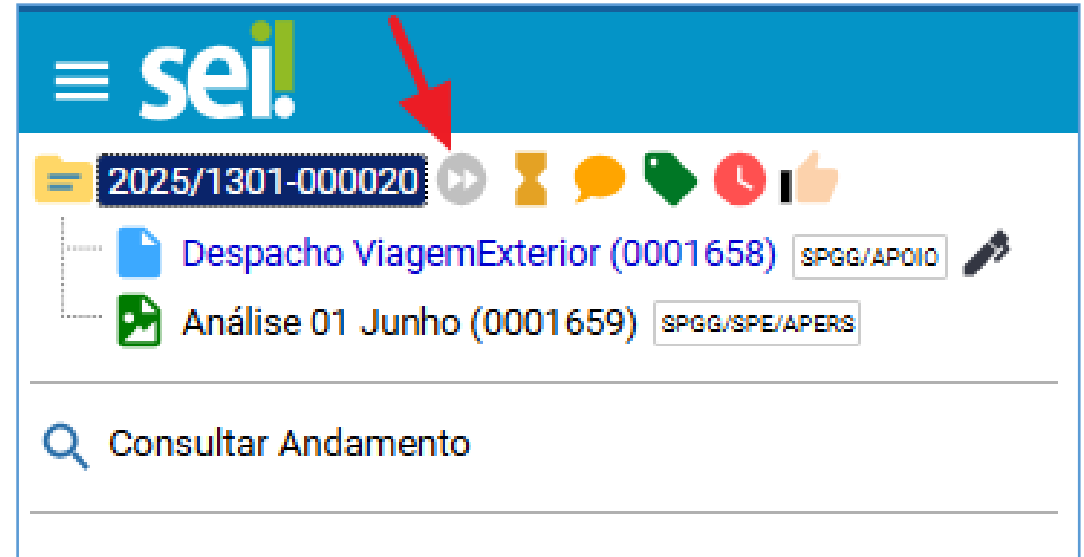 sei!
2025/1301-000020
Despacho ViagemExterior (0001658) SPGG/APOIO
Análise 01 Junho (0001659) SPGG/SPE/APERS
Consultar Andamento